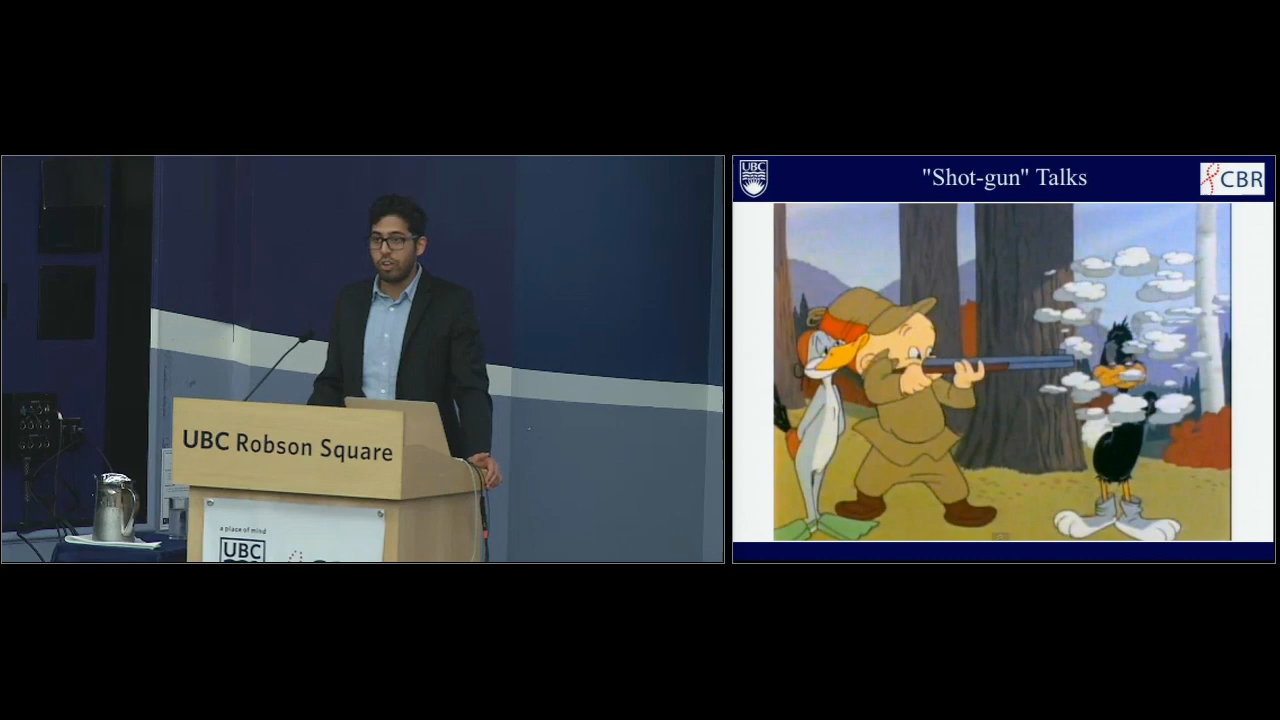 UBC Robson Square
a place of mind
UBC
UBC
"Shot-gun" Talks
CBR